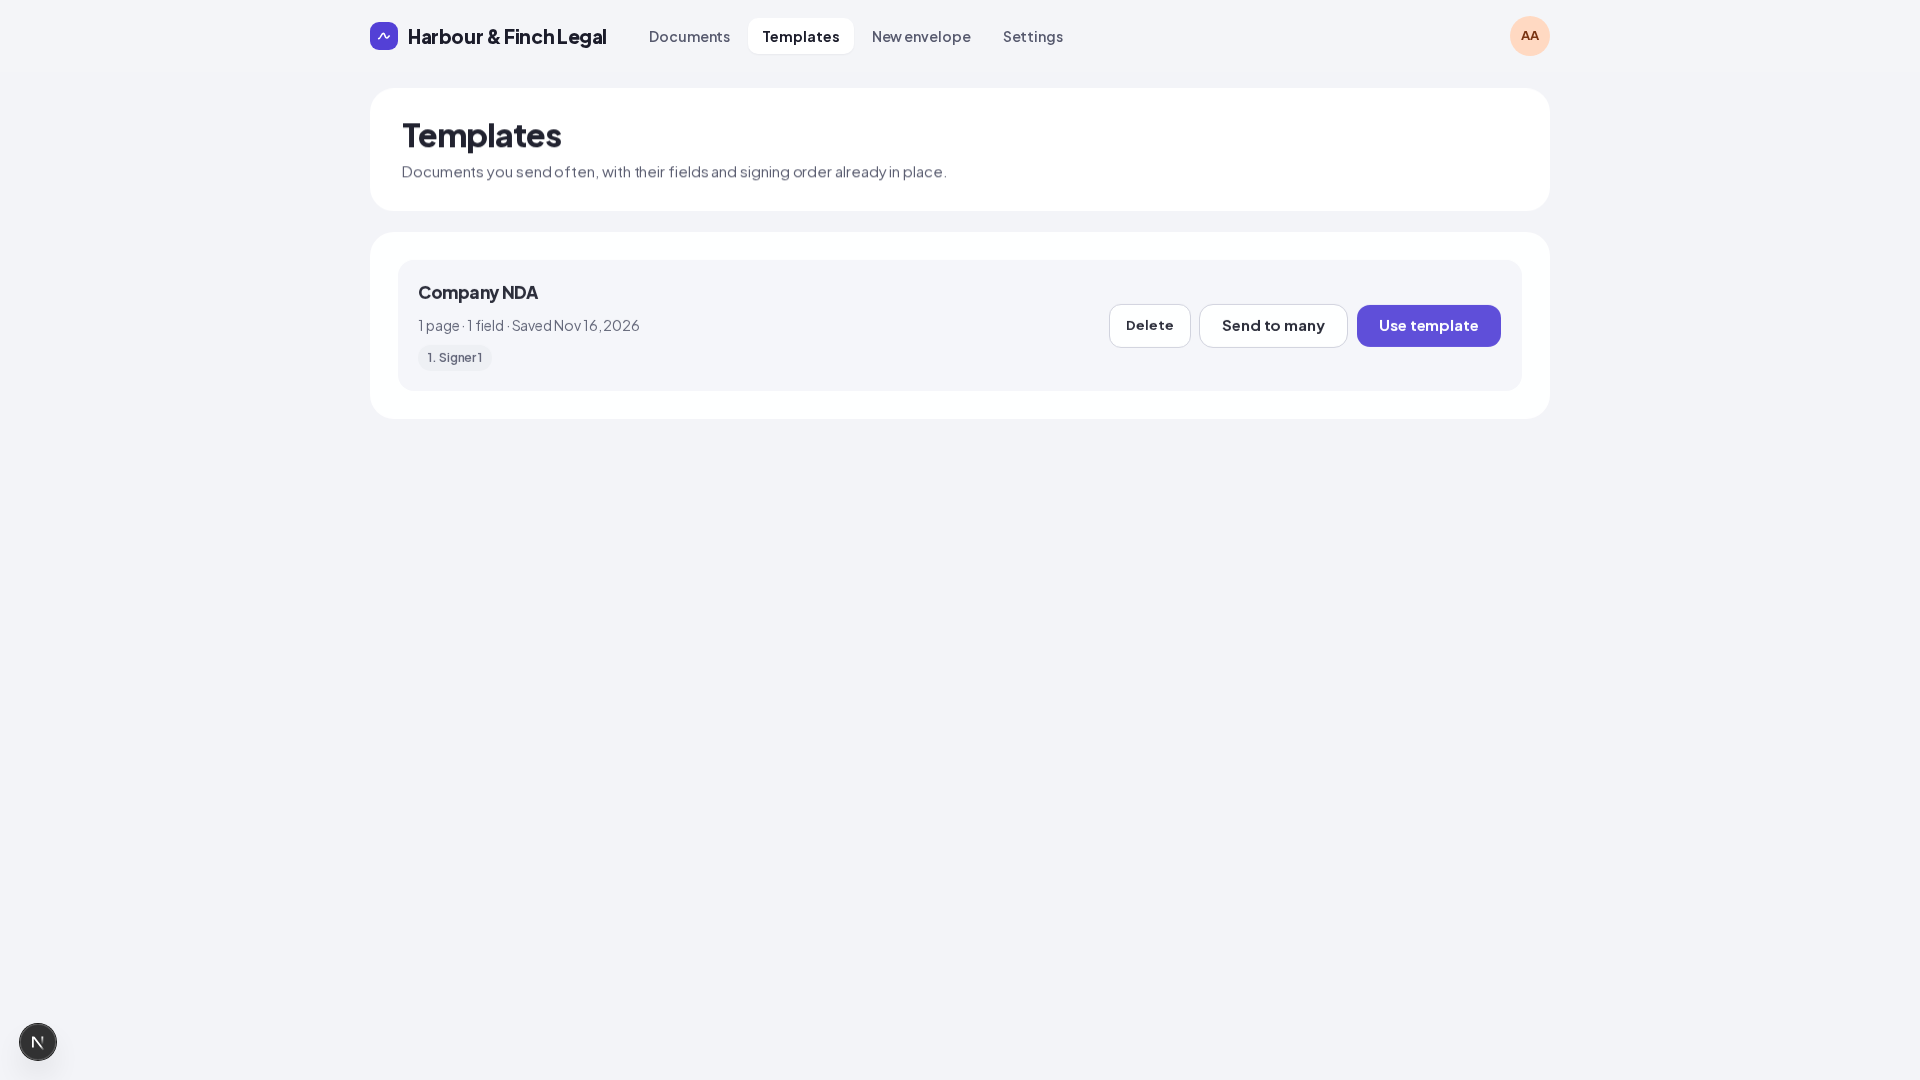 Harbour & Finch Legal
Documents
Templates
New envelope
Settings
AA
Templates
Documents you send often, with their fields and signing order already in place.
Company NDA
1 page · 1 field · Saved Nov 16, 2026
1. Signer 1
Delete
Send to many
Use template
N